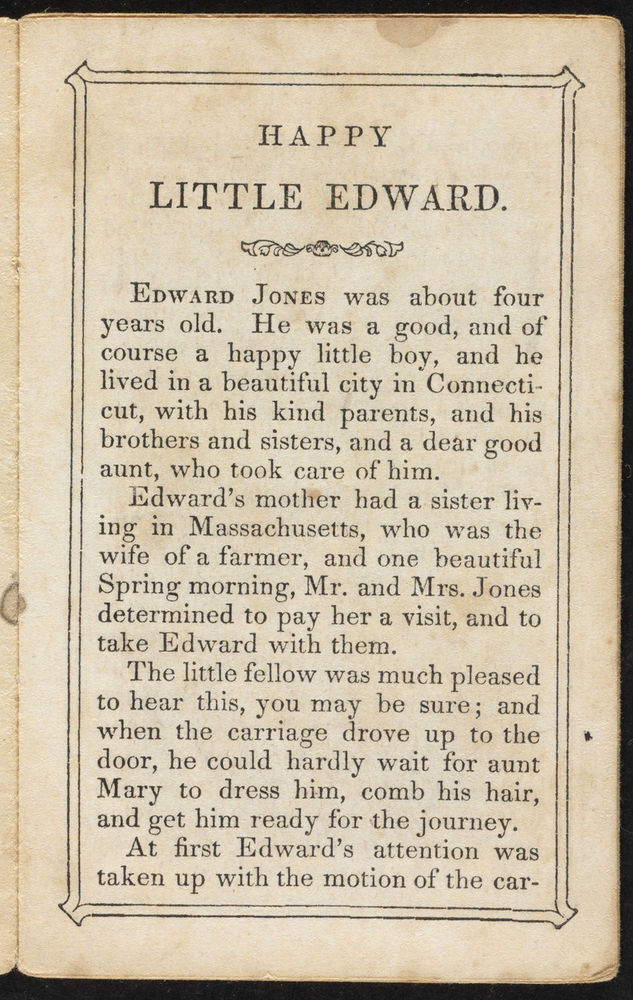 HAPPY
LITTLE EDWARD.
EDWARD JONES was about four
years old. He was a good, and of
course a happy little boy, and he
lived in a beautiful city in Connecti-
cut, with his kind parents, and his
brothers and sisters, and a dear good
aunt, who took care of him.
Edward's mother had a sister liv-
ing in Massachusetts, who was the
wife of a farmer, and one beautiful
Spring morning, Mr. and Mrs. Jones
determined to pay her a visit, and to
take Edward with them.
The little fellow was much pleased
to hear this, you may be sure; and
when the carriage drove up to the
door, he could hardly wait for aunt
Mary to dress him, comb his hair,
and get him ready for the journey.
At first Edward's attention was
taken up with the motion of the car-